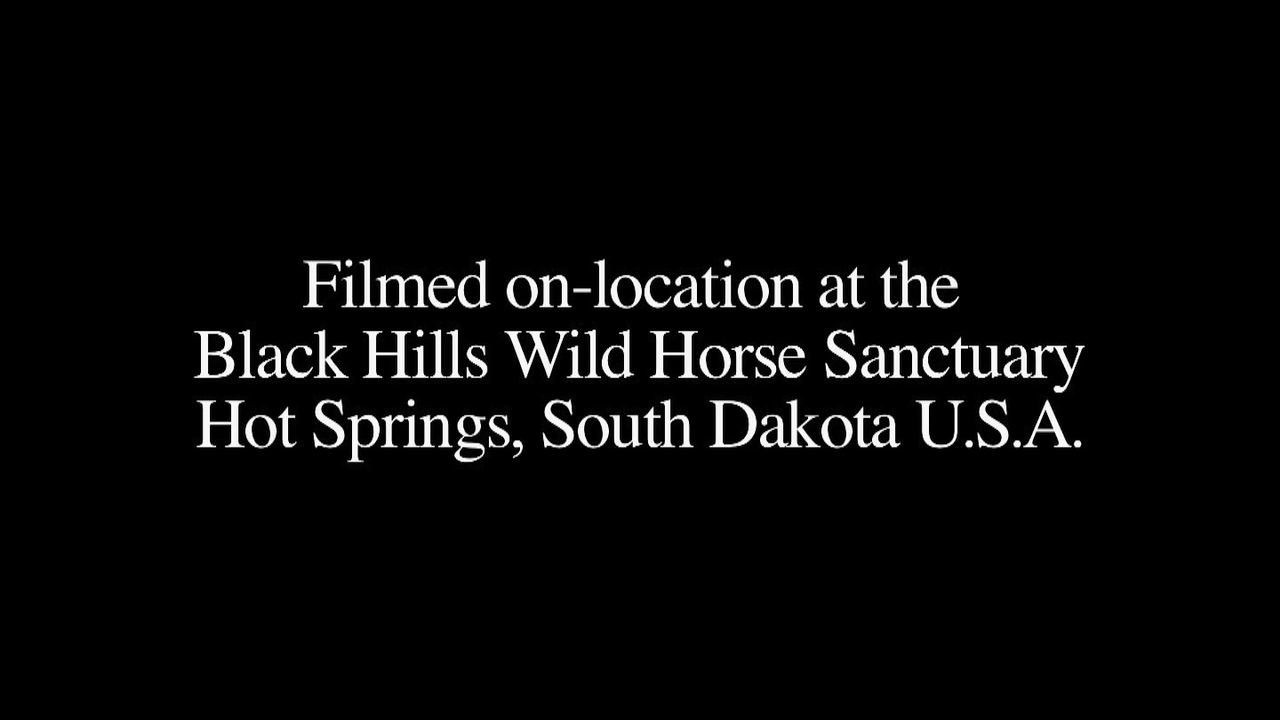 Filmed on-location at the
Black Hills Wild Horse Sanctuary
Hot Springs, South Dakota U.S.A.